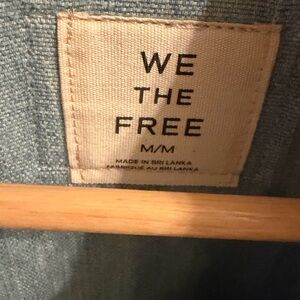 WE
THE
FREE
M/M
MADE IN SRI LANKA
FABRIQUÉ AU SRI LANKA